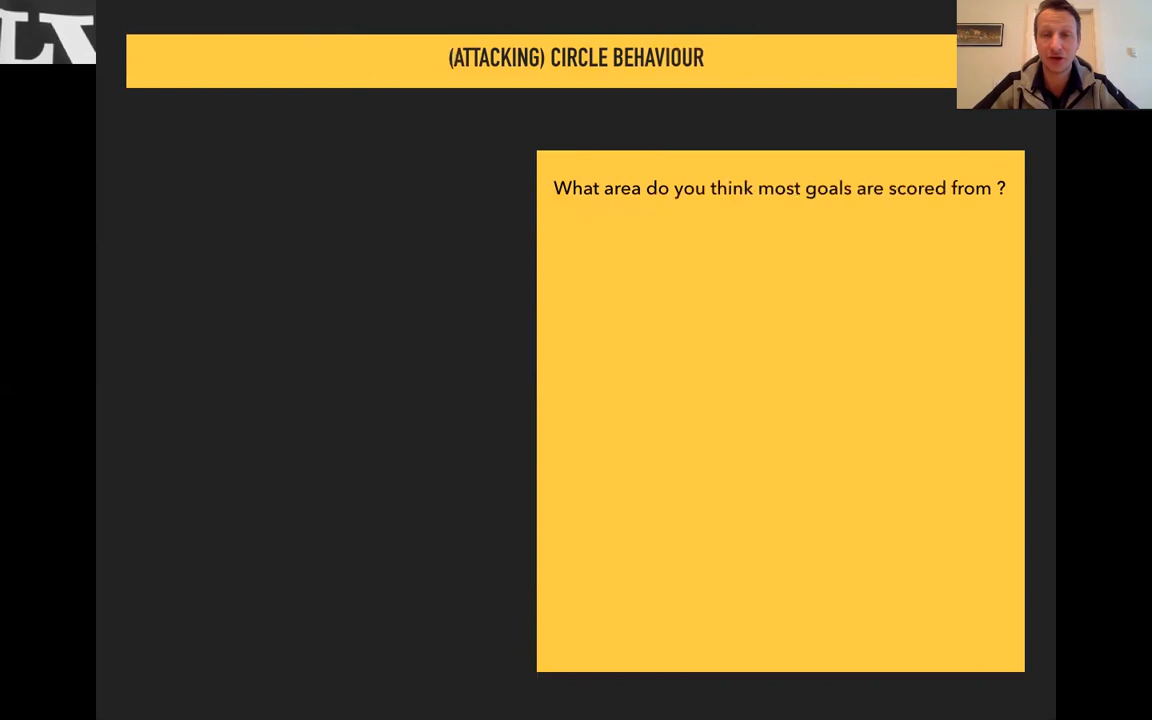 (ATTACKING) CIRCLE BEHAVIOUR
What area do you think most goals are scored from ?